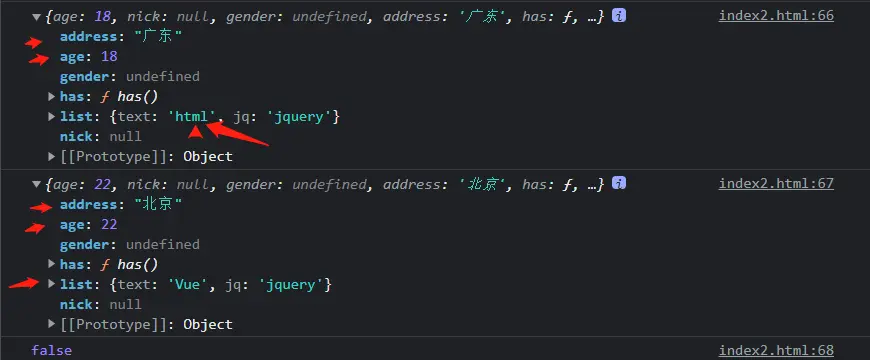 {age: 18, nick: null, gender: undefined, address: '广东', has: ƒ, …} i index2.html:66
address: "广东"
age: 18
gender: undefined
has: ƒ has()
list: {text: 'html', jq: 'jquery'}
nick: null
[[Prototype]]: Object
{age: 22, nick: null, gender: undefined, address: '北京', has: ƒ, …} i index2.html:67
address: "北京"
age: 22
gender: undefined
has: ƒ has()
list: {text: 'Vue', jq: 'jquery'}
nick: null
[[Prototype]]: Object
false index2.html:68